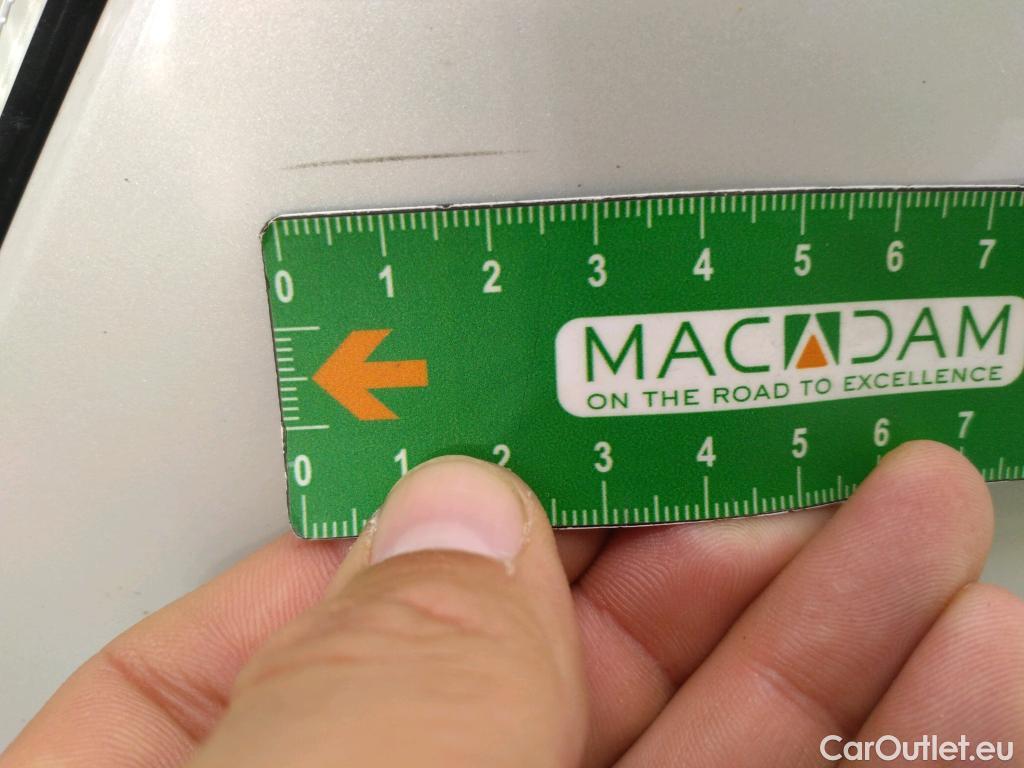 0 1 2 3 4 5 6 7
MACADAM
ON THE ROAD TO EXCELLENCE
0 1 2 3 4 5 6 7
CarOutlet.eu